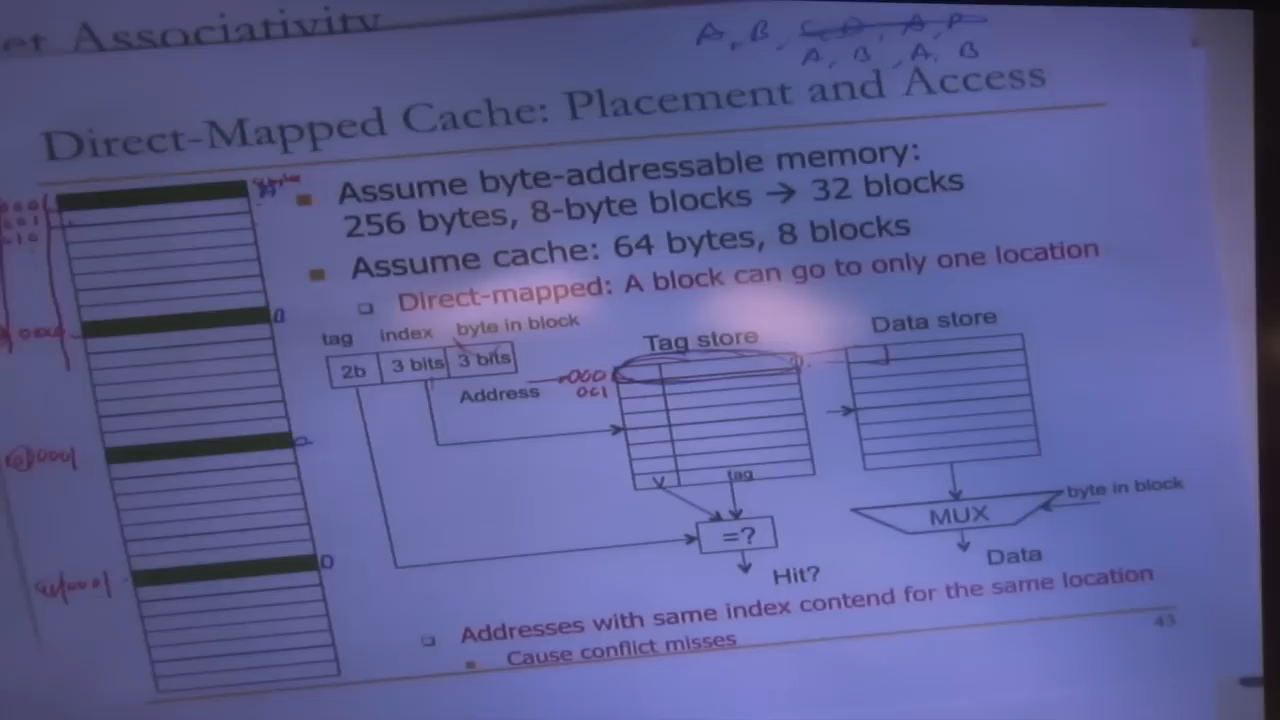 er Associativity
A, B,
A, B, A, B
Direct-Mapped Cache: Placement and Access
Assume byte-addressable memory:
256 bytes, 8-byte blocks → 32 blocks
Assume cache: 64 bytes, 8 blocks
Direct-mapped: A block can go to only one location
tag index byte in block
2b 3 bits 3 bits
Address
Tag store
Data store
000
001
V tag
=?
Hit?
MUX
byte in block
Data
Addresses with same index contend for the same location
Cause conflict misses
43